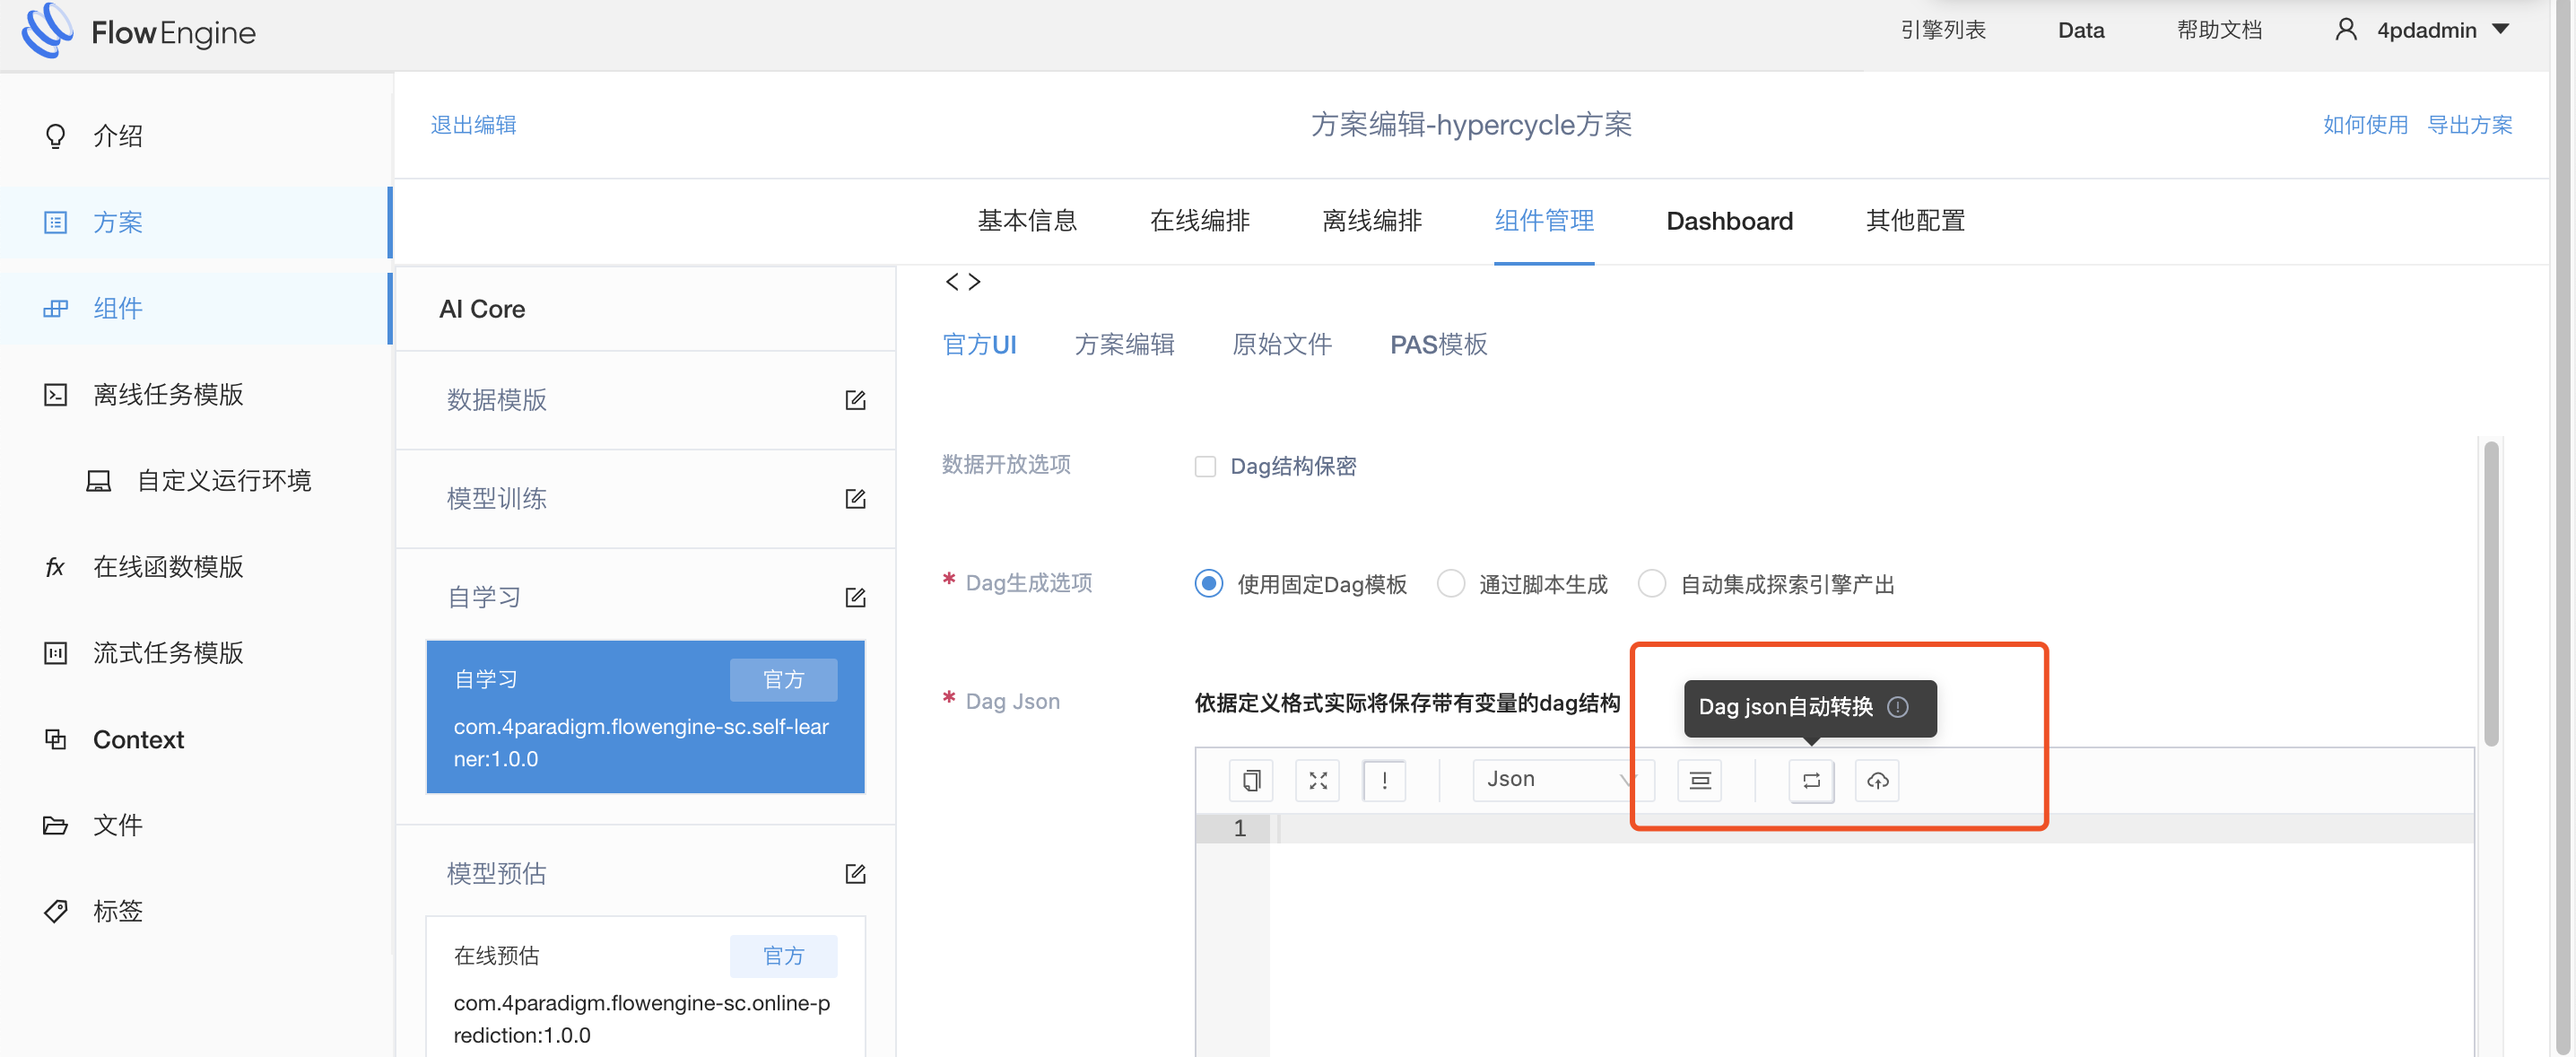 FlowEngine
引擎列表
Data
帮助文档
4pdadmin
介绍
方案
组件
离线任务模版
自定义运行环境
fx 在线函数模版
流式任务模版
Context
文件
标签
退出编辑
方案编辑-hypercycle方案
如何使用
导出方案
基本信息
在线编排
离线编排
组件管理
Dashboard
其他配置
AI Core
数据模版
模型训练
自学习
自学习
官方
com.4paradigm.flowengine-sc.self-lear
ner:1.0.0
模型预估
在线预估
官方
com.4paradigm.flowengine-sc.online-p
rediction:1.0.0
< >
官方UI
方案编辑
原始文件
PAS模板
数据开放选项
Dag结构保密
* Dag生成选项
使用固定Dag模板
通过脚本生成
自动集成探索引擎产出
* Dag Json
依据定义格式实际将保存带有变量的dag结构
Dag json自动转换
Json
1